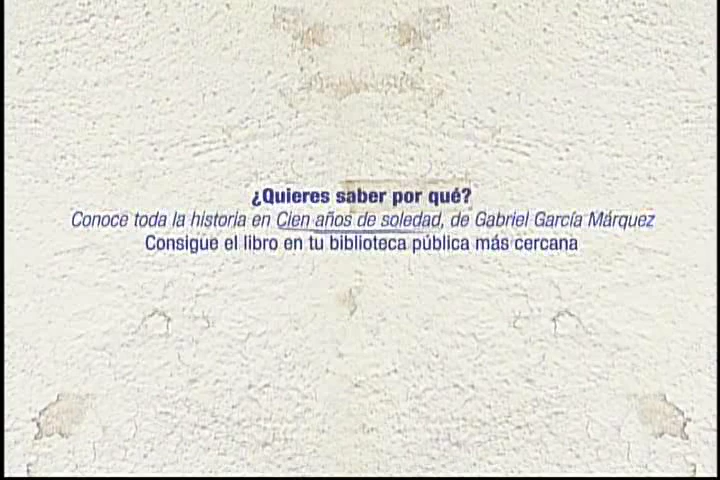 ¿Quieres saber por qué?
Conoce toda la historia en Cien años de soledad, de Gabriel García Márquez
Consigue el libro en tu biblioteca pública más cercana